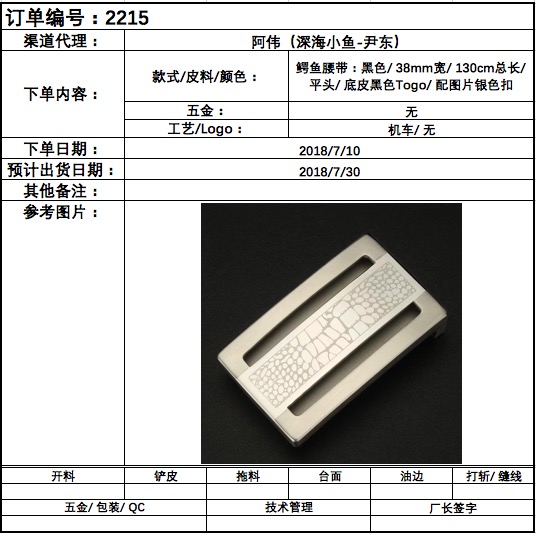 订单编号：2215
渠道代理：
阿伟（深海小鱼-尹东）
下单内容：
款式/皮料/颜色：
鳄鱼腰带：黑色/ 38mm宽/ 130cm总长/
平头/ 底皮黑色Togo/ 配图片银色扣
五金：
无
工艺/Logo：
机车/ 无
下单日期：
2018/7/10
预计出货日期：
2018/7/30
其他备注：
参考图片：
开料
铲皮
拖料
台面
油边
打斩/ 缝线
五金/ 包装/ QC
技术管理
厂长签字